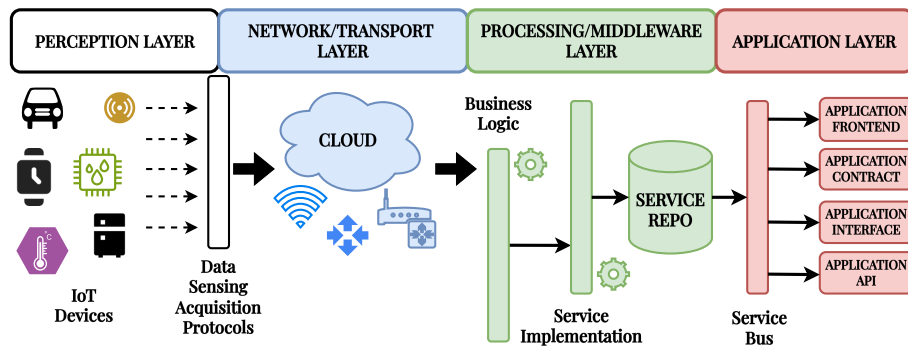 PERCEPTION LAYER
NETWORK/TRANSPORT
LAYER
PROCESSING/MIDDLEWARE
LAYER
APPLICATION LAYER
°C
IoT
Devices
Data
Sensing
Acquisition
Protocols
CLOUD
Business
Logic
Service
Implementation
SERVICE
REPO
Service
Bus
APPLICATION
FRONTEND
APPLICATION
CONTRACT
APPLICATION
INTERFACE
APPLICATION
API